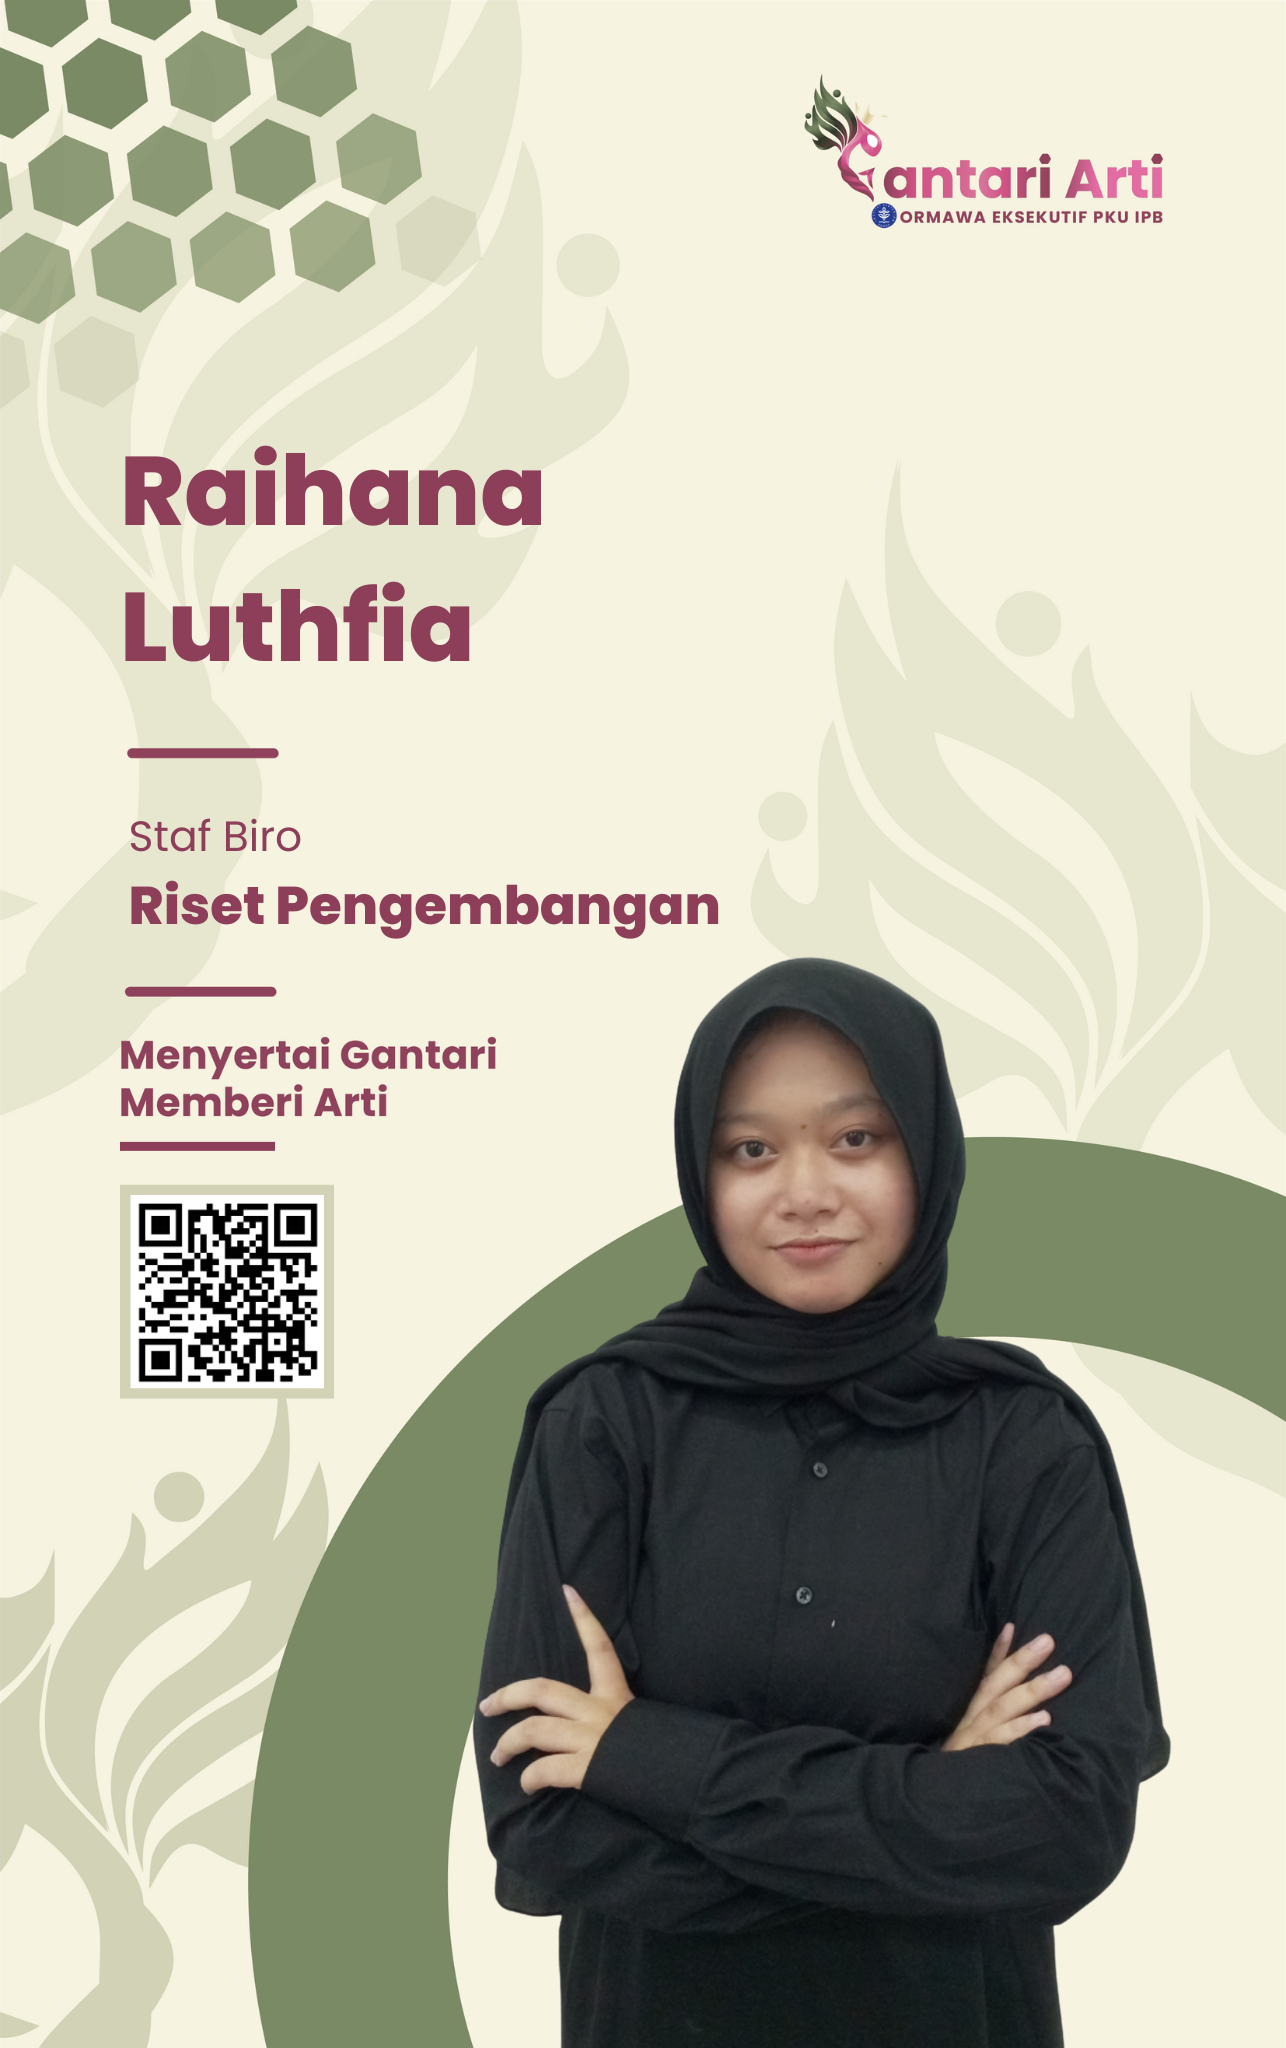 Gantari Arti
ORMAWA EKSEKUTIF PKU IPB
Raihana
Luthfia
Staf Biro
Riset Pengembangan
Menyertai Gantari
Memberi Arti